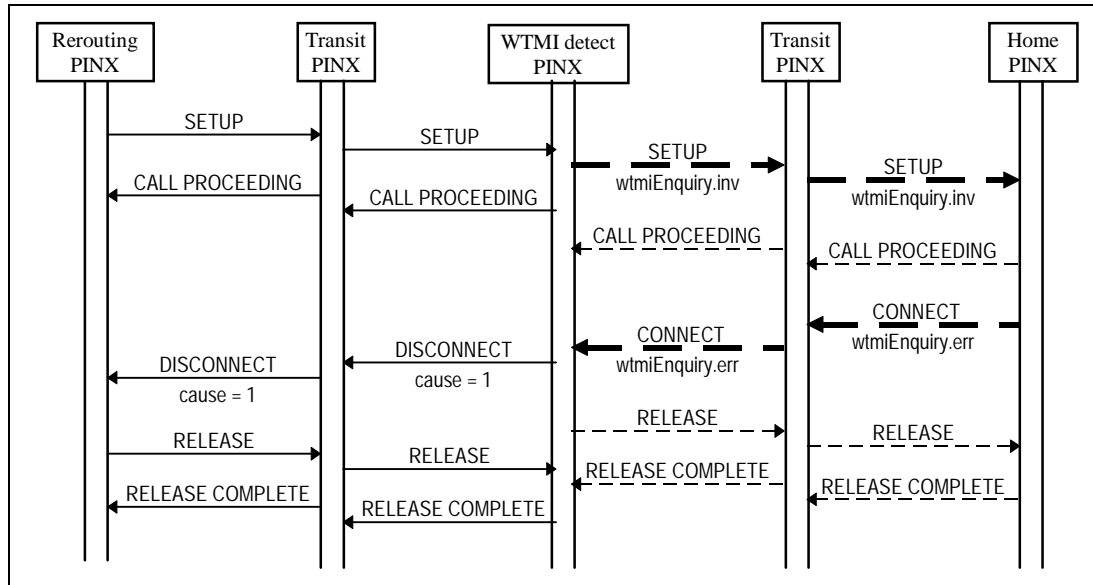 Rerouting
PINX
Transit
PINX
WTMI detect
PINX
Transit
PINX
Home
PINX
SETUP
SETUP
SETUP
wtmiEnquiry.inv
SETUP
wtmiEnquiry.inv
CALL PROCEEDING
CALL PROCEEDING
CALL PROCEEDING
CALL PROCEEDING
CONNECT
wtmiEnquiry.err
CONNECT
wtmiEnquiry.err
DISCONNECT
cause = 1
DISCONNECT
cause = 1
RELEASE
RELEASE
RELEASE
RELEASE
RELEASE COMPLETE
RELEASE COMPLETE
RELEASE COMPLETE
RELEASE COMPLETE